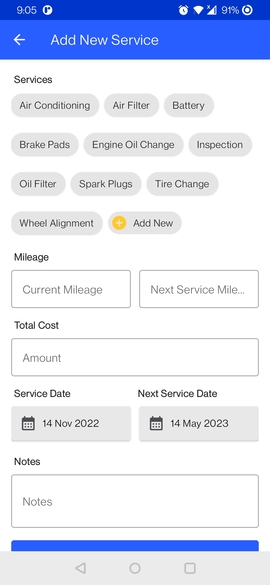 9:05 91%
Add New Service
Services
Air Conditioning Air Filter Battery
Brake Pads Engine Oil Change Inspection
Oil Filter Spark Plugs Tire Change
Wheel Alignment Add New
Mileage
Current Mileage Next Service Mile...
Total Cost
Amount
Service Date Next Service Date
14 Nov 2022 14 May 2023
Notes
Notes